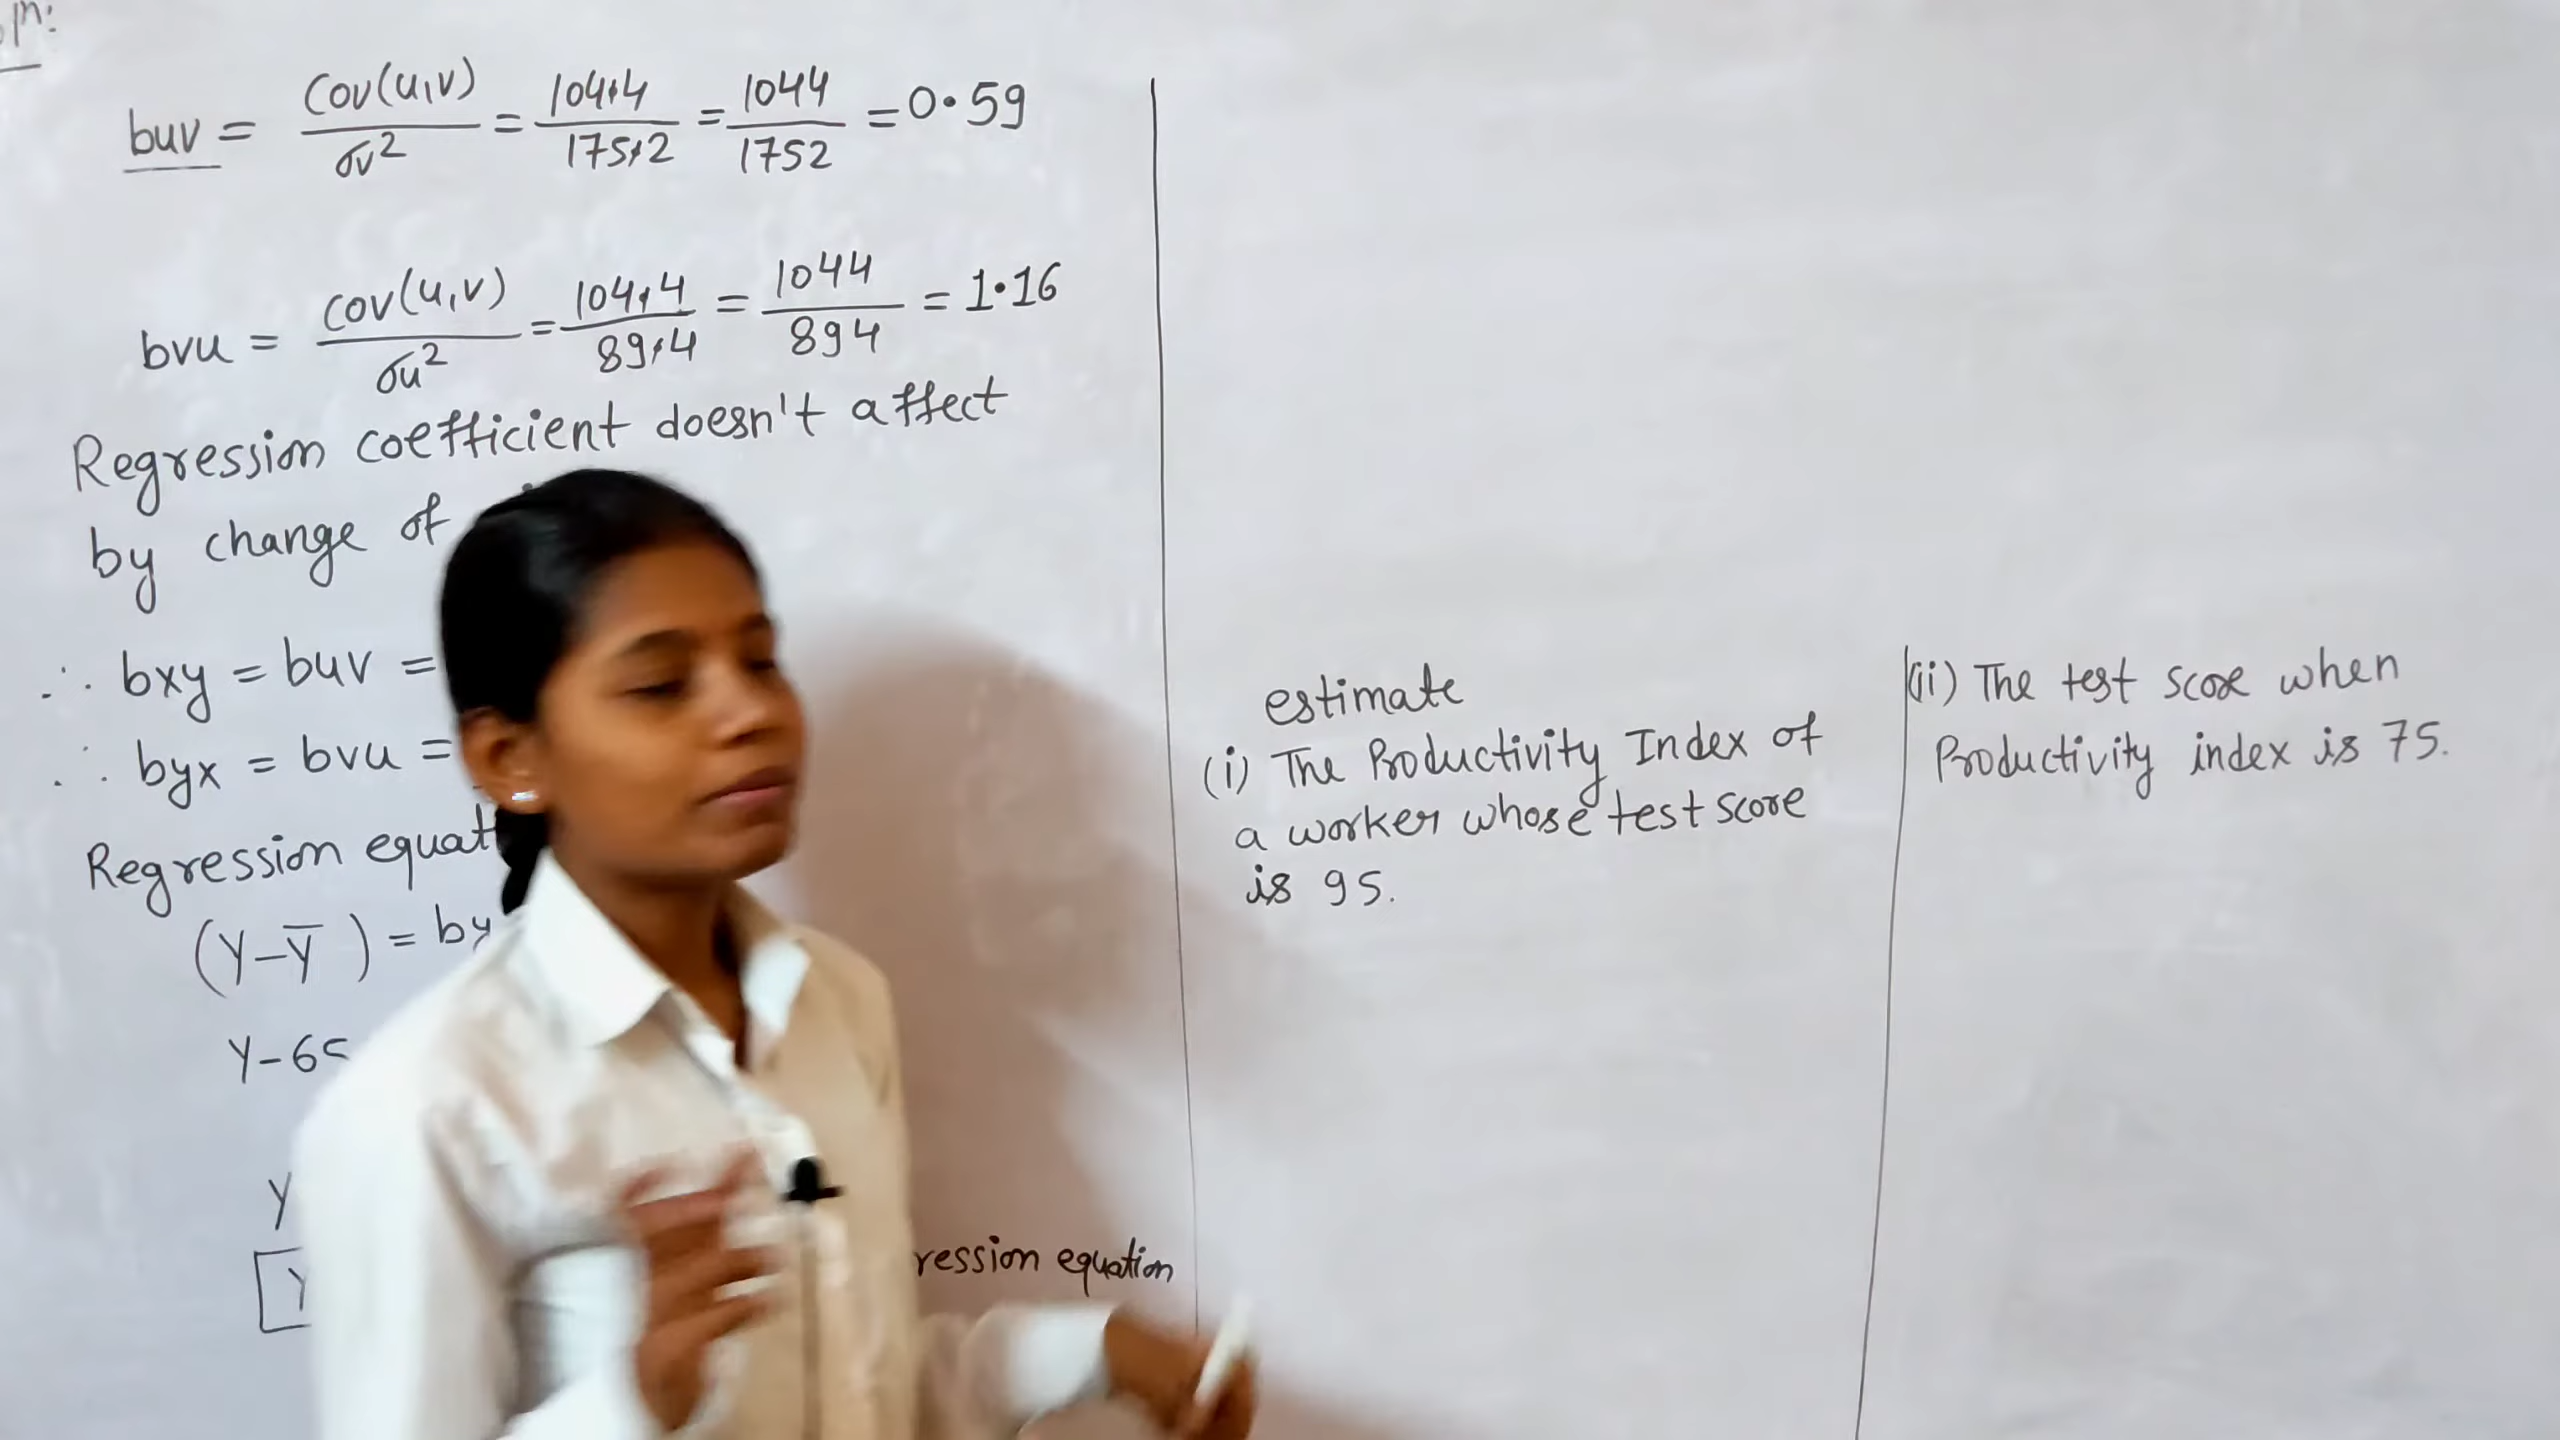 buv = Cov(u,v) / σv² = 104.4 / 175.2 = 1044 / 1752 = 0.59
bvu = cov(u,v) / σu² = 104.4 / 89.4 = 1044 / 894 = 1.16
Regression coefficient doesn't affect
by change of
∴ bxy = buv =
∴ byx = bvu =
Regression
(Y-Y̅) = by
Y-65
Y
Y
equation
estimate
(i) The Productivity Index of
a worker whose test score
is 95.
(ii) The test score when
Productivity index is 75.